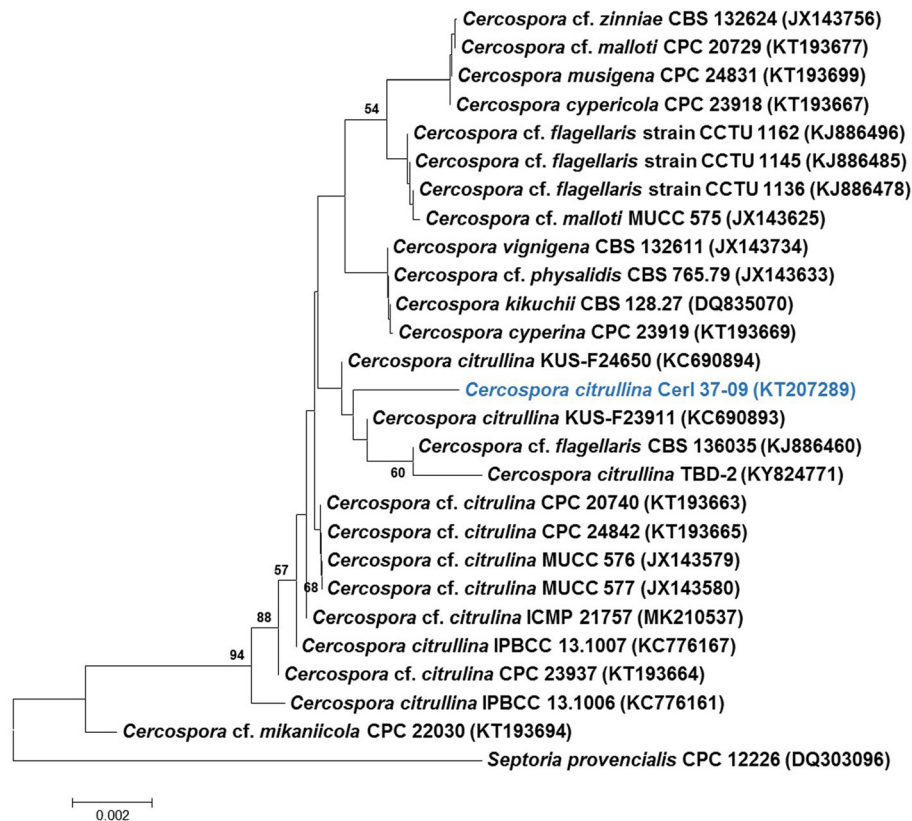 Cercospora cf. zinniae CBS 132624 (JX143756)
Cercospora cf. malloti CPC 20729 (KT193677)
Cercospora musigena CPC 24831 (KT193699)
Cercospora cypericola CPC 23918 (KT193667)
54
Cercospora cf. flagellaris strain CCTU 1162 (KJ886496)
Cercospora cf. flagellaris strain CCTU 1145 (KJ886485)
Cercospora cf. flagellaris strain CCTU 1136 (KJ886478)
Cercospora cf. malloti MUCC 575 (JX143625)
Cercospora vignigena CBS 132611 (JX143734)
Cercospora cf. physalidis CBS 765.79 (JX143633)
Cercospora kikuchii CBS 128.27 (DQ835070)
Cercospora cyperina CPC 23919 (KT193669)
Cercospora citrullina KUS-F24650 (KC690894)
Cercospora citrullina Cerl 37-09 (KT207289)
Cercospora citrullina KUS-F23911 (KC690893)
Cercospora cf. flagellaris CBS 136035 (KJ886460)
60 Cercospora citrullina TBD-2 (KY824771)
Cercospora cf. citrulina CPC 20740 (KT193663)
Cercospora cf. citrulina CPC 24842 (KT193665)
Cercospora cf. citrulina MUCC 576 (JX143579)
57
68 Cercospora cf. citrulina MUCC 577 (JX143580)
Cercospora cf. citrulina ICMP 21757 (MK210537)
88
Cercospora citrullina IPBCC 13.1007 (KC776167)
94
Cercospora cf. citrulina CPC 23937 (KT193664)
Cercospora citrullina IPBCC 13.1006 (KC776161)
Cercospora cf. mikaniicola CPC 22030 (KT193694)
Septoria provencialis CPC 12226 (DQ303096)
0.002